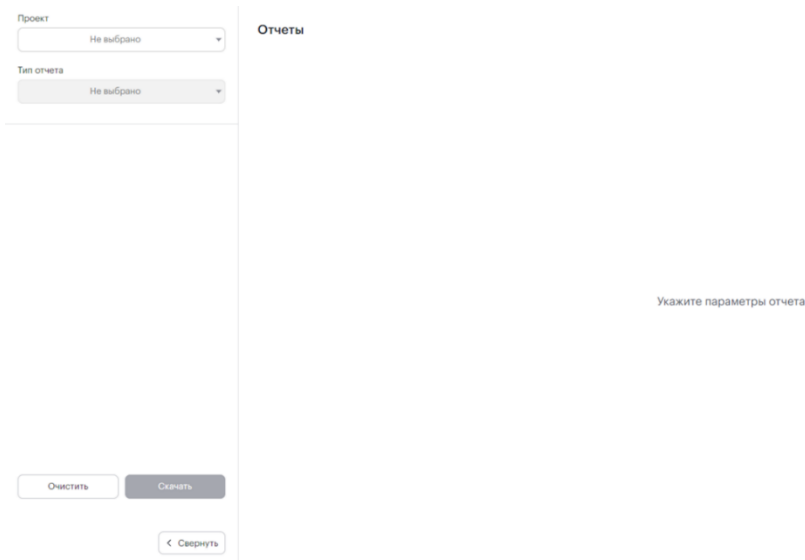 Проект
Не выбрано
Тип отчета
Не выбрано
Отчеты
Укажите параметры отчета
Очистить
Скачать
Свернуть